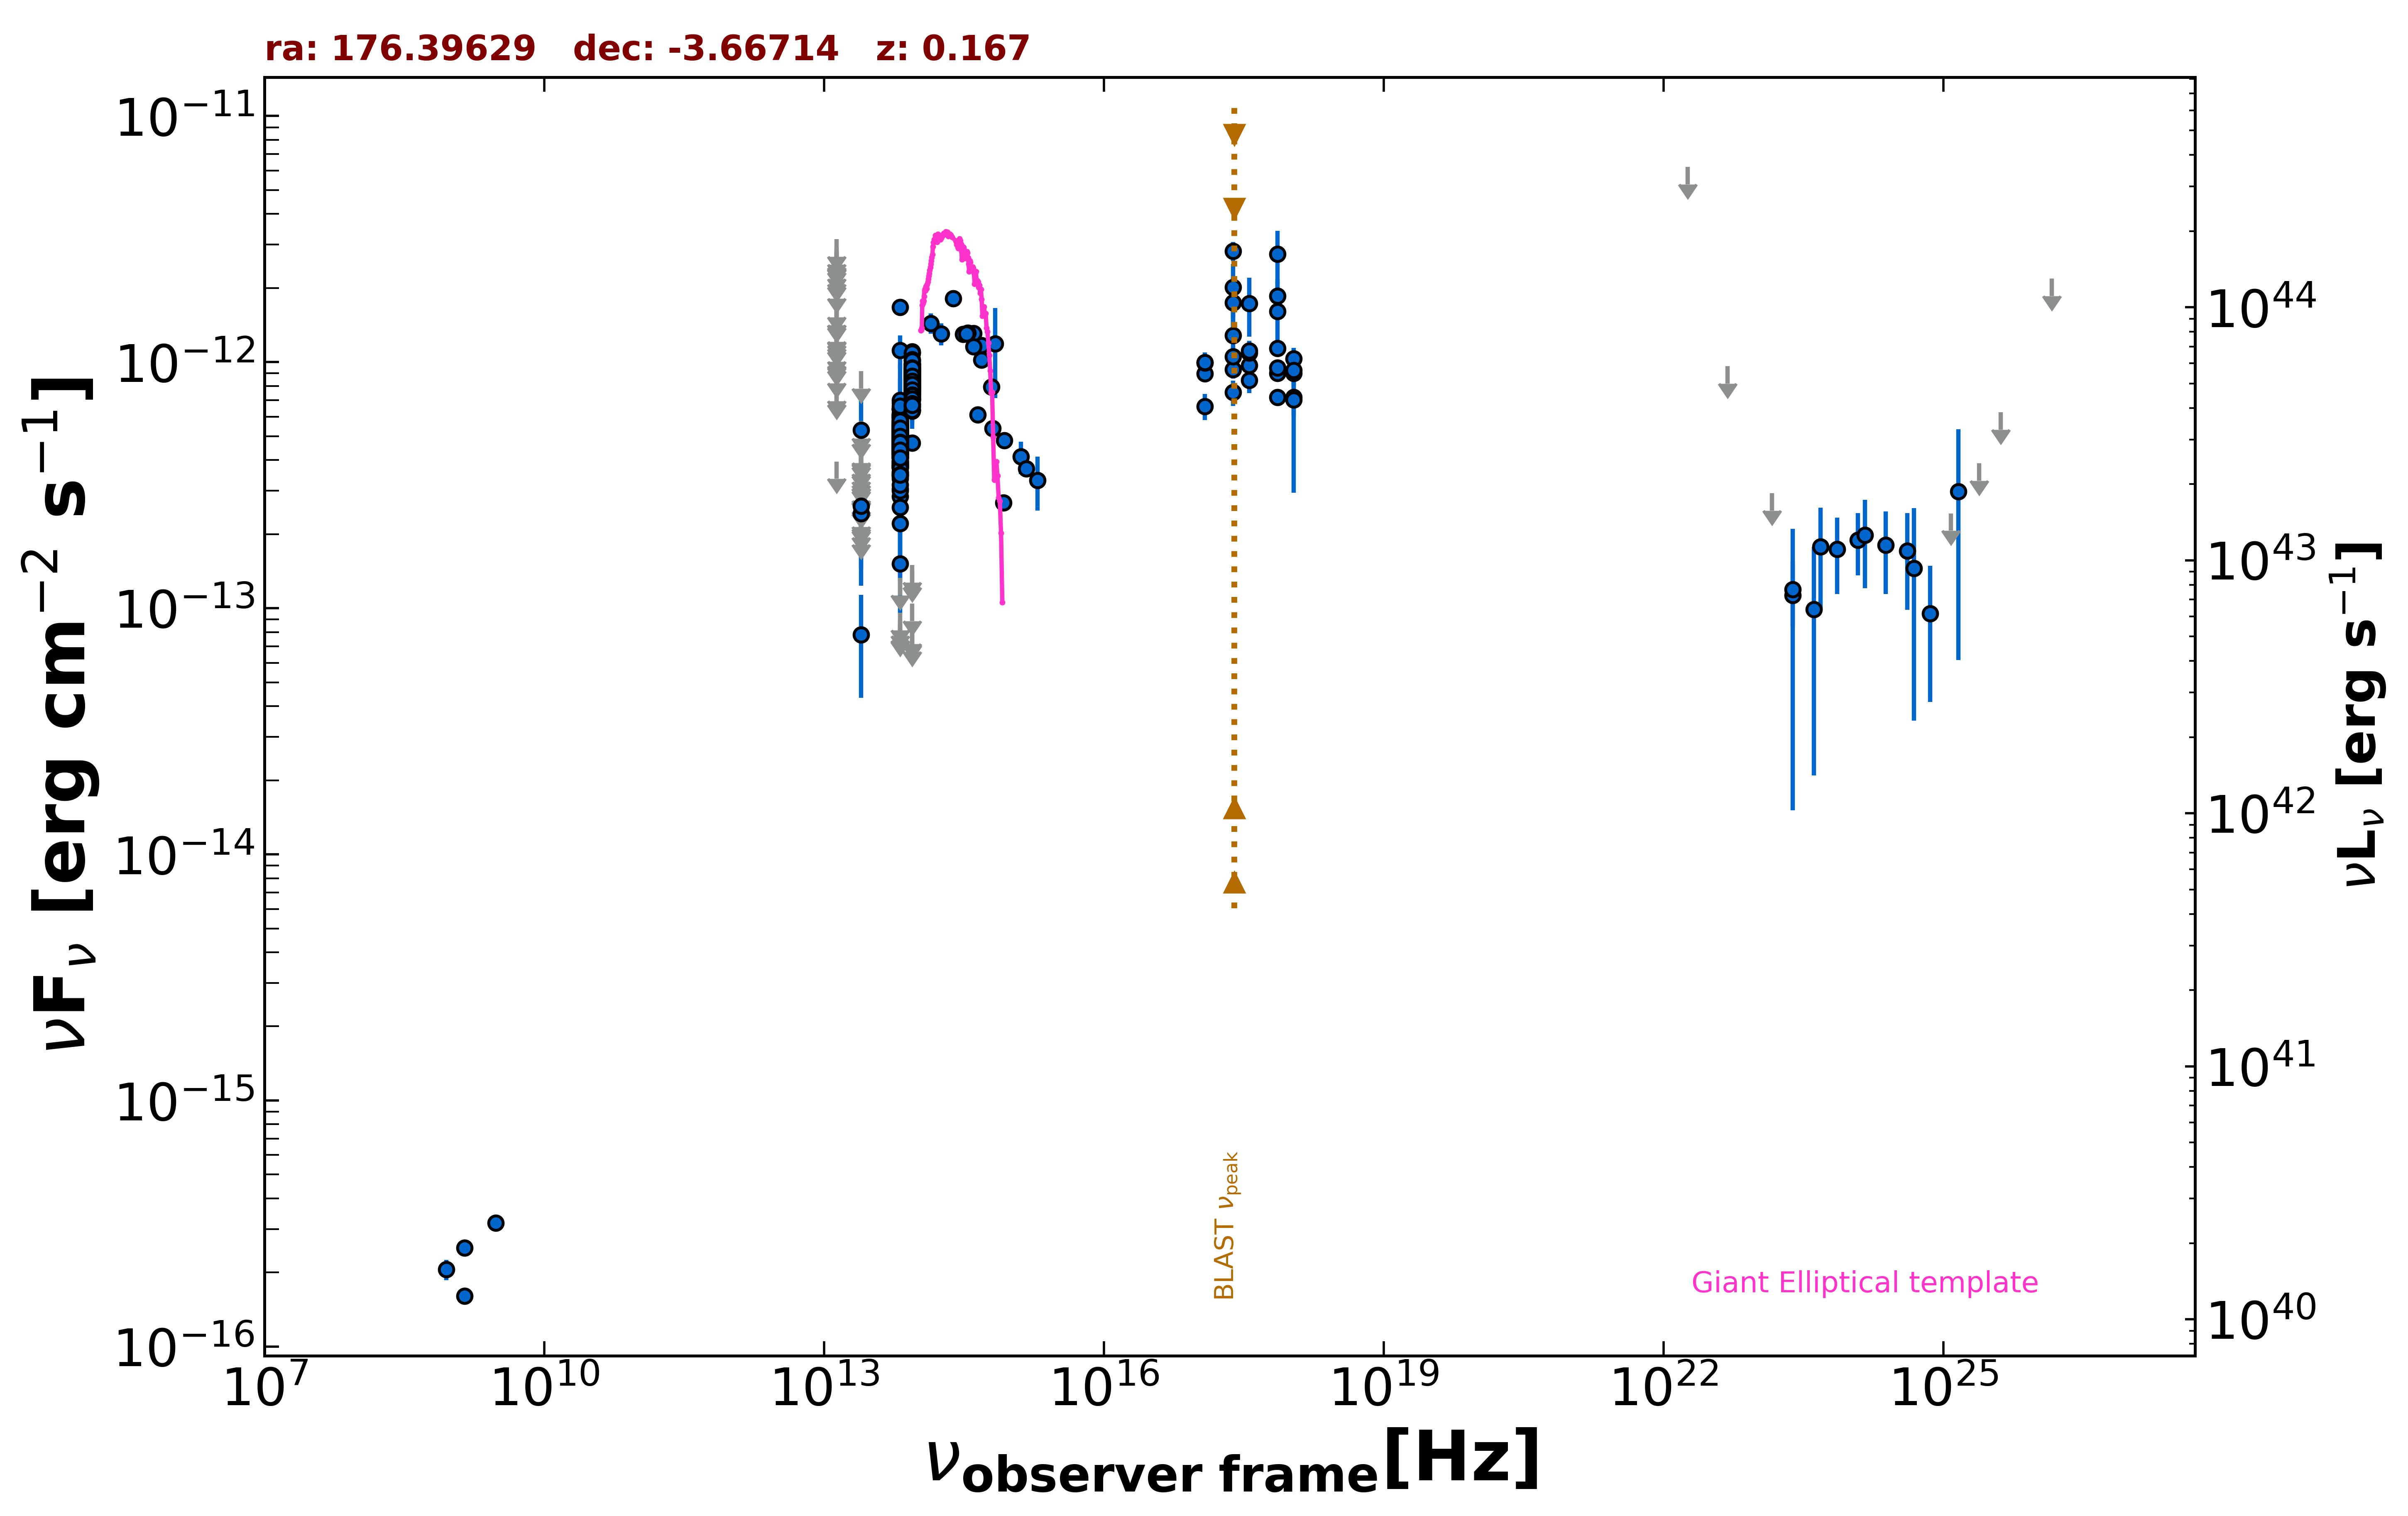 ra: 176.39629   dec: -3.66714   z: 0.167
10⁻¹¹
10⁻¹²
10⁻¹³
10⁻¹⁴
10⁻¹⁵
10⁻¹⁶
νFν [erg cm⁻² s⁻¹]
10⁴⁴
10⁴³
10⁴²
10⁴¹
10⁴⁰
νLν [erg s⁻¹]
BLAST νpeak
Giant Elliptical template
10⁷ 10¹⁰ 10¹³ 10¹⁶ 10¹⁹ 10²² 10²⁵
νobserver frame[Hz]